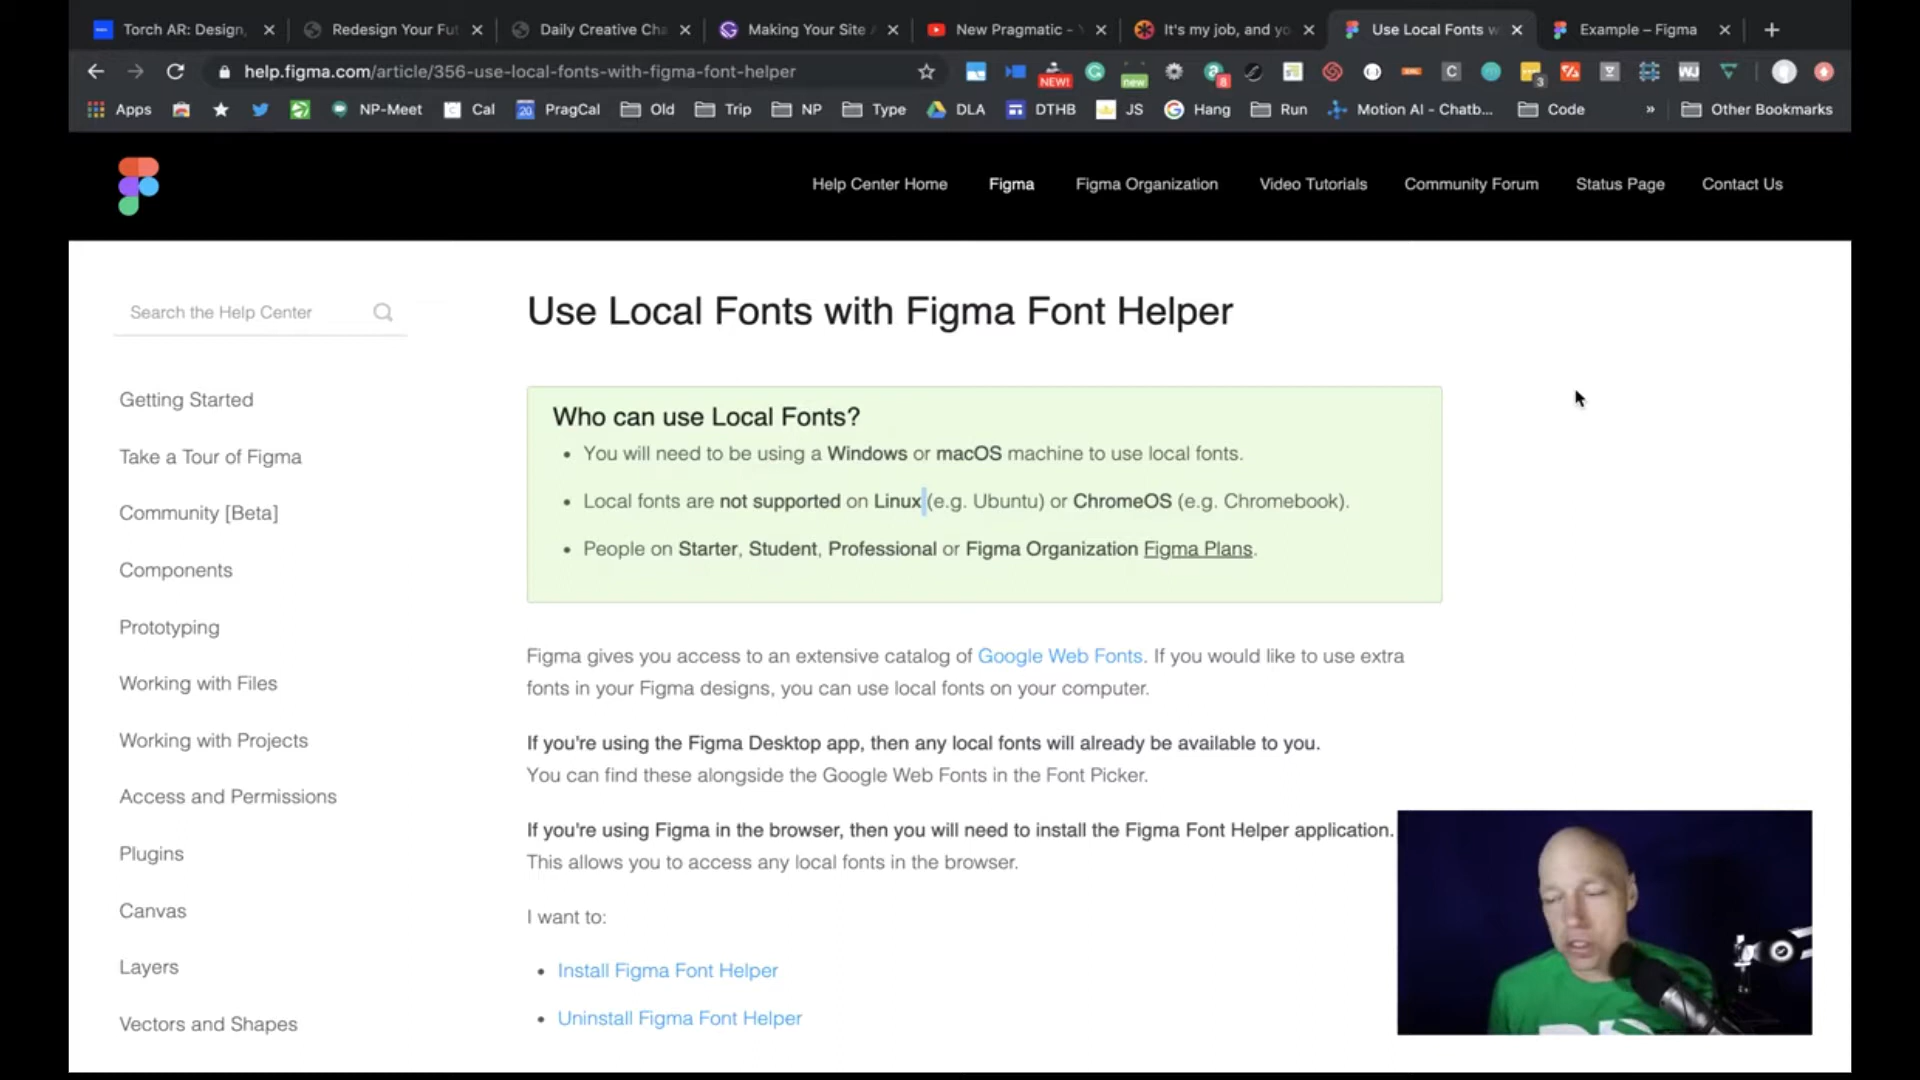 Torch AR: Design,
Redesign Your Fut
Daily Creative Cha
Making Your Site
New Pragmatic -
It's my job, and yo
Use Local Fonts w
Example – Figma
help.figma.com/article/356-use-local-fonts-with-figma-font-helper
NEW!
new
8
C
3
WJ
Apps
NP-Meet
Cal
20
PragCal
Old
Trip
NP
Type
DLA
DTHB
JS
Hang
Run
Motion AI - Chatb...
Code
»
Other Bookmarks
Help Center Home
Figma
Figma Organization
Video Tutorials
Community Forum
Status Page
Contact Us
Search the Help Center
Getting Started
Take a Tour of Figma
Community [Beta]
Components
Prototyping
Working with Files
Working with Projects
Access and Permissions
Plugins
Canvas
Layers
Vectors and Shapes
Use Local Fonts with Figma Font Helper
Who can use Local Fonts?
• You will need to be using a Windows or macOS machine to use local fonts.
• Local fonts are not supported on Linux (e.g. Ubuntu) or ChromeOS (e.g. Chromebook).
• People on Starter, Student, Professional or Figma Organization Figma Plans.
Figma gives you access to an extensive catalog of Google Web Fonts. If you would like to use extra
fonts in your Figma designs, you can use local fonts on your computer.
If you're using the Figma Desktop app, then any local fonts will already be available to you.
You can find these alongside the Google Web Fonts in the Font Picker.
If you're using Figma in the browser, then you will need to install the Figma Font Helper application.
This allows you to access any local fonts in the browser.
I want to:
• Install Figma Font Helper
• Uninstall Figma Font Helper